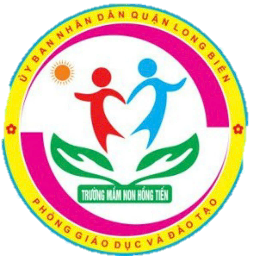 ỦY BAN NHÂN DÂN QUẬN LONG BIÊN
TRƯỜNG MẦM NON HỒNG TIẾN
PHÒNG GIÁO DỤC VÀ ĐÀO TẠO